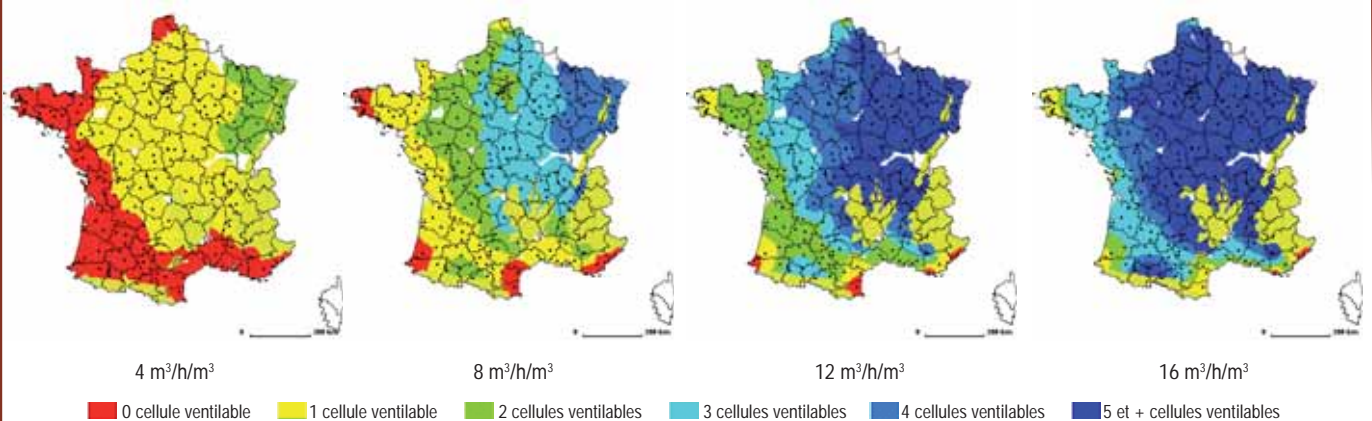 4 m³/h/m³ 8 m³/h/m³ 12 m³/h/m³ 16 m³/h/m³
0 cellule ventilable 1 cellule ventilable 2 cellules ventilables 3 cellules ventilables 4 cellules ventilables 5 et + cellules ventilables